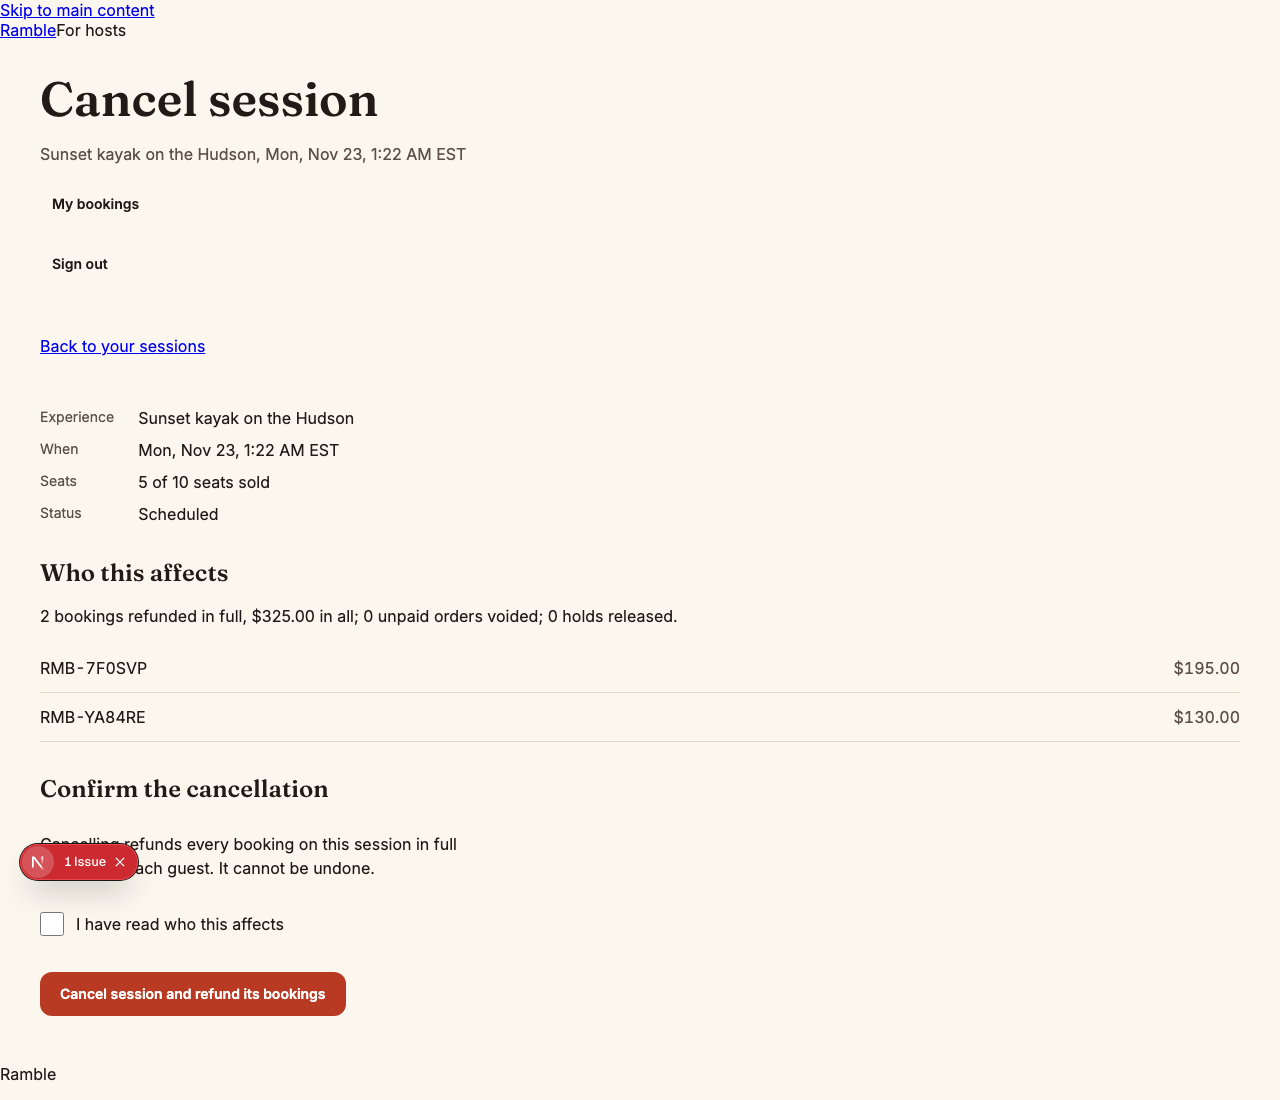 Skip to main content
Ramble For hosts
Cancel session
Sunset kayak on the Hudson, Mon, Nov 23, 1:22 AM EST
My bookings
Sign out
Back to your sessions
Experience Sunset kayak on the Hudson
When Mon, Nov 23, 1:22 AM EST
Seats 5 of 10 seats sold
Status Scheduled
Who this affects
2 bookings refunded in full, $325.00 in all; 0 unpaid orders voided; 0 holds released.
RMB-7F0SVP $195.00
RMB-YA84RE $130.00
Confirm the cancellation
Cancelling refunds every booking on this session in full
each guest. It cannot be undone.
1 Issue
I have read who this affects
Cancel session and refund its bookings
Ramble